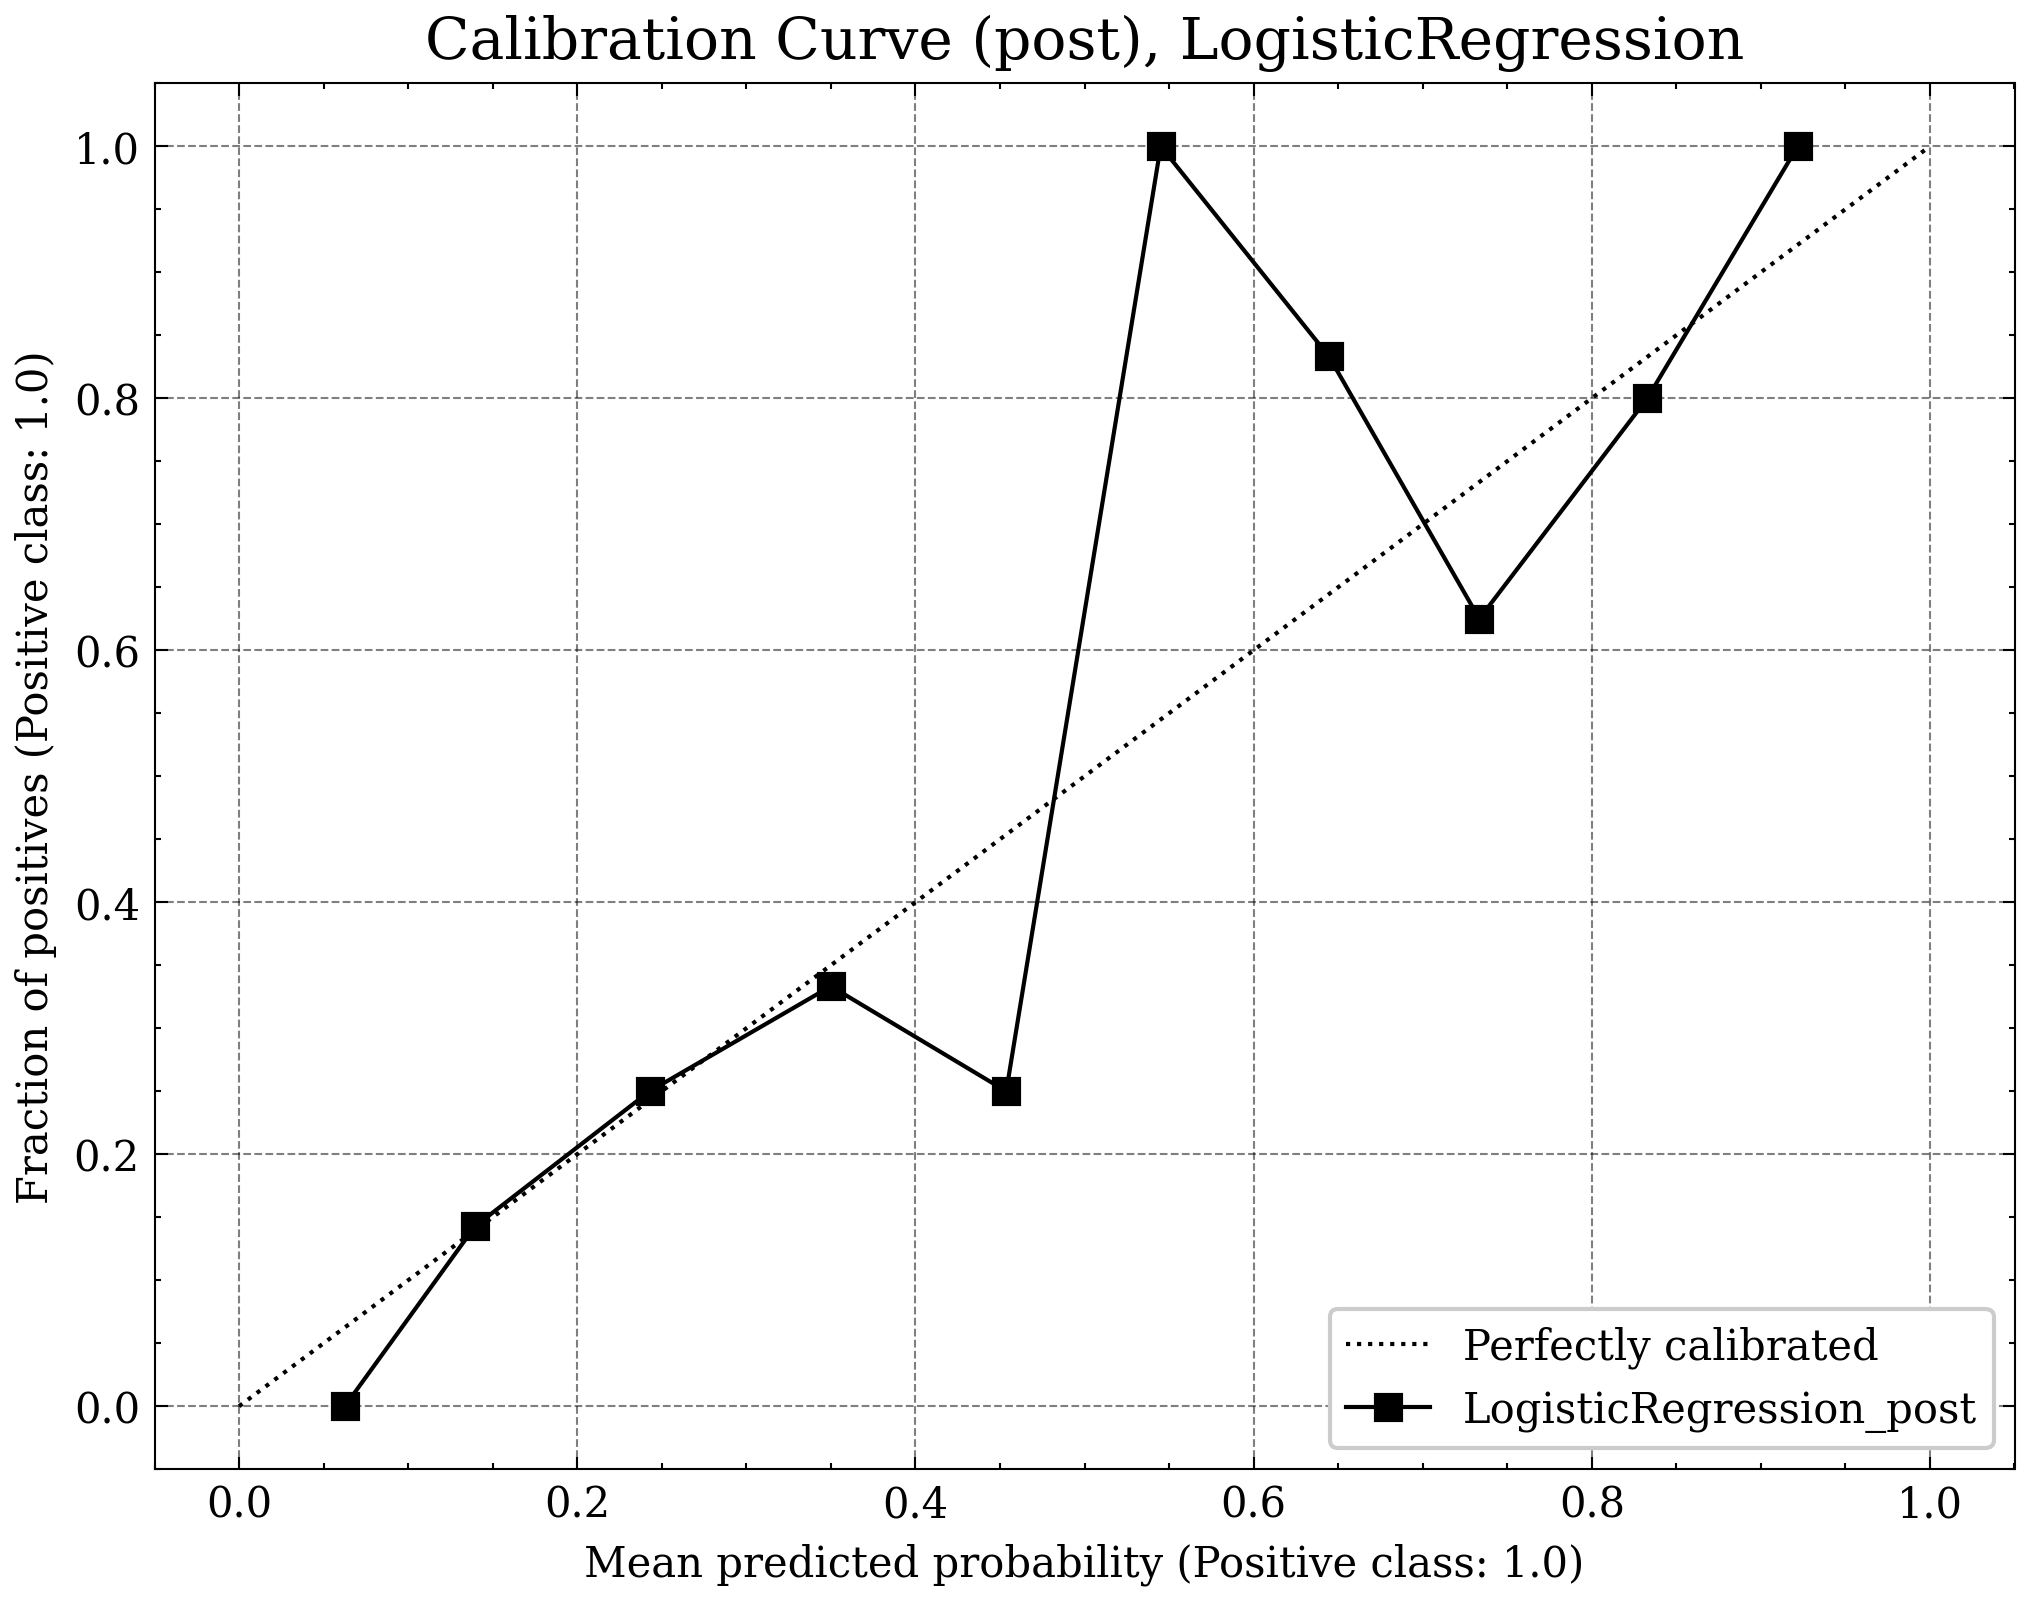 Calibration Curve (post), LogisticRegression
Fraction of positives (Positive class: 1.0)
1.0
0.8
0.6
0.4
0.2
0.0
Perfectly calibrated
LogisticRegression_post
0.0 0.2 0.4 0.6 0.8 1.0
Mean predicted probability (Positive class: 1.0)